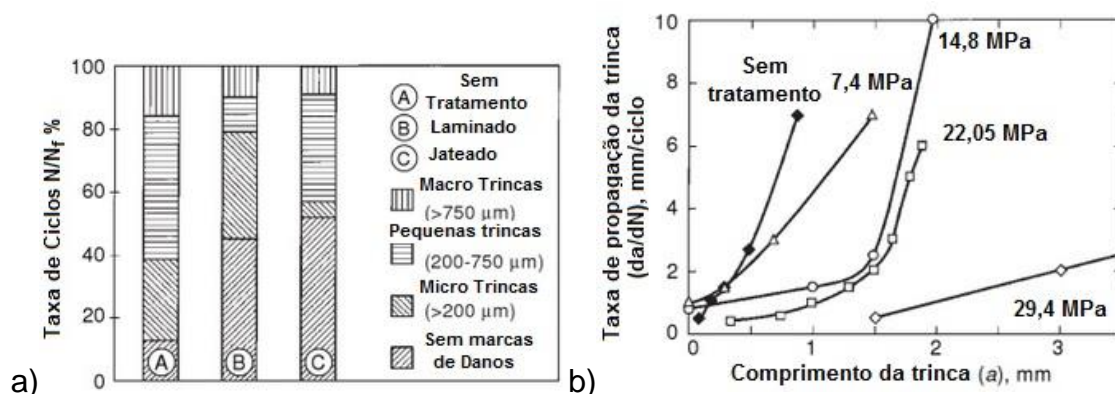 a)
Taxa de Ciclos N/Nf %
100
80
60
40
20
0
A
B
C
A Sem
Tratamento
B Laminado
C Jateado
Macro Trincas
(>750 μm)
Pequenas trincas
(200-750 μm)
Micro Trincas
(>200 μm)
Sem marcas
de Danos
b)
Taxa de propagação da trinca
(da/dN), mm/ciclo
10
8
6
4
2
0
Sem
tratamento
7,4 MPa
14,8 MPa
22,05 MPa
29,4 MPa
0
1
2
3
Comprimento da trinca (a), mm